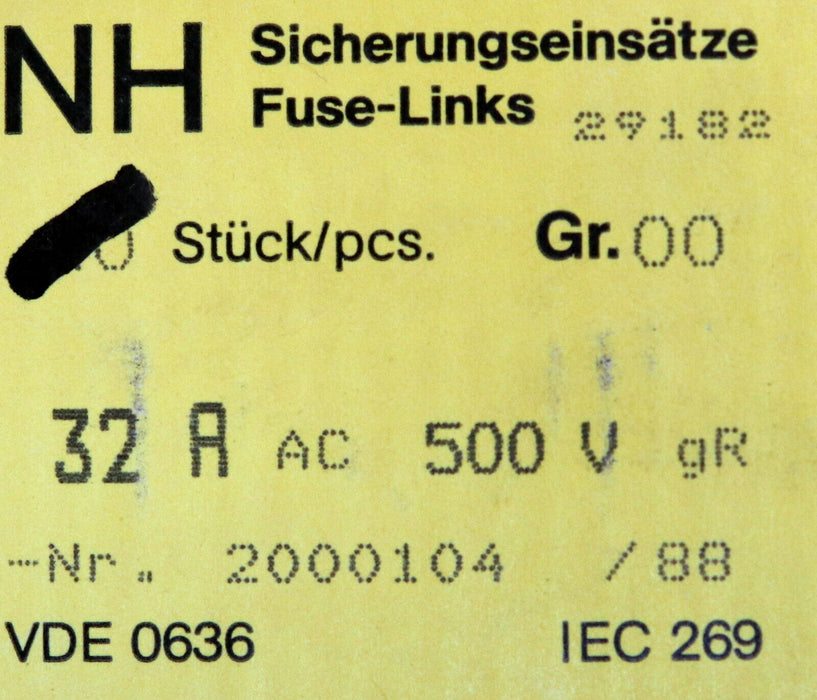 NH Sicherungseinsätze
Fuse-Links 29182
Stück/pcs. Gr. 00
32 A AC 500 V gR
-Nr. 2000104 /88
VDE 0636 IEC 269